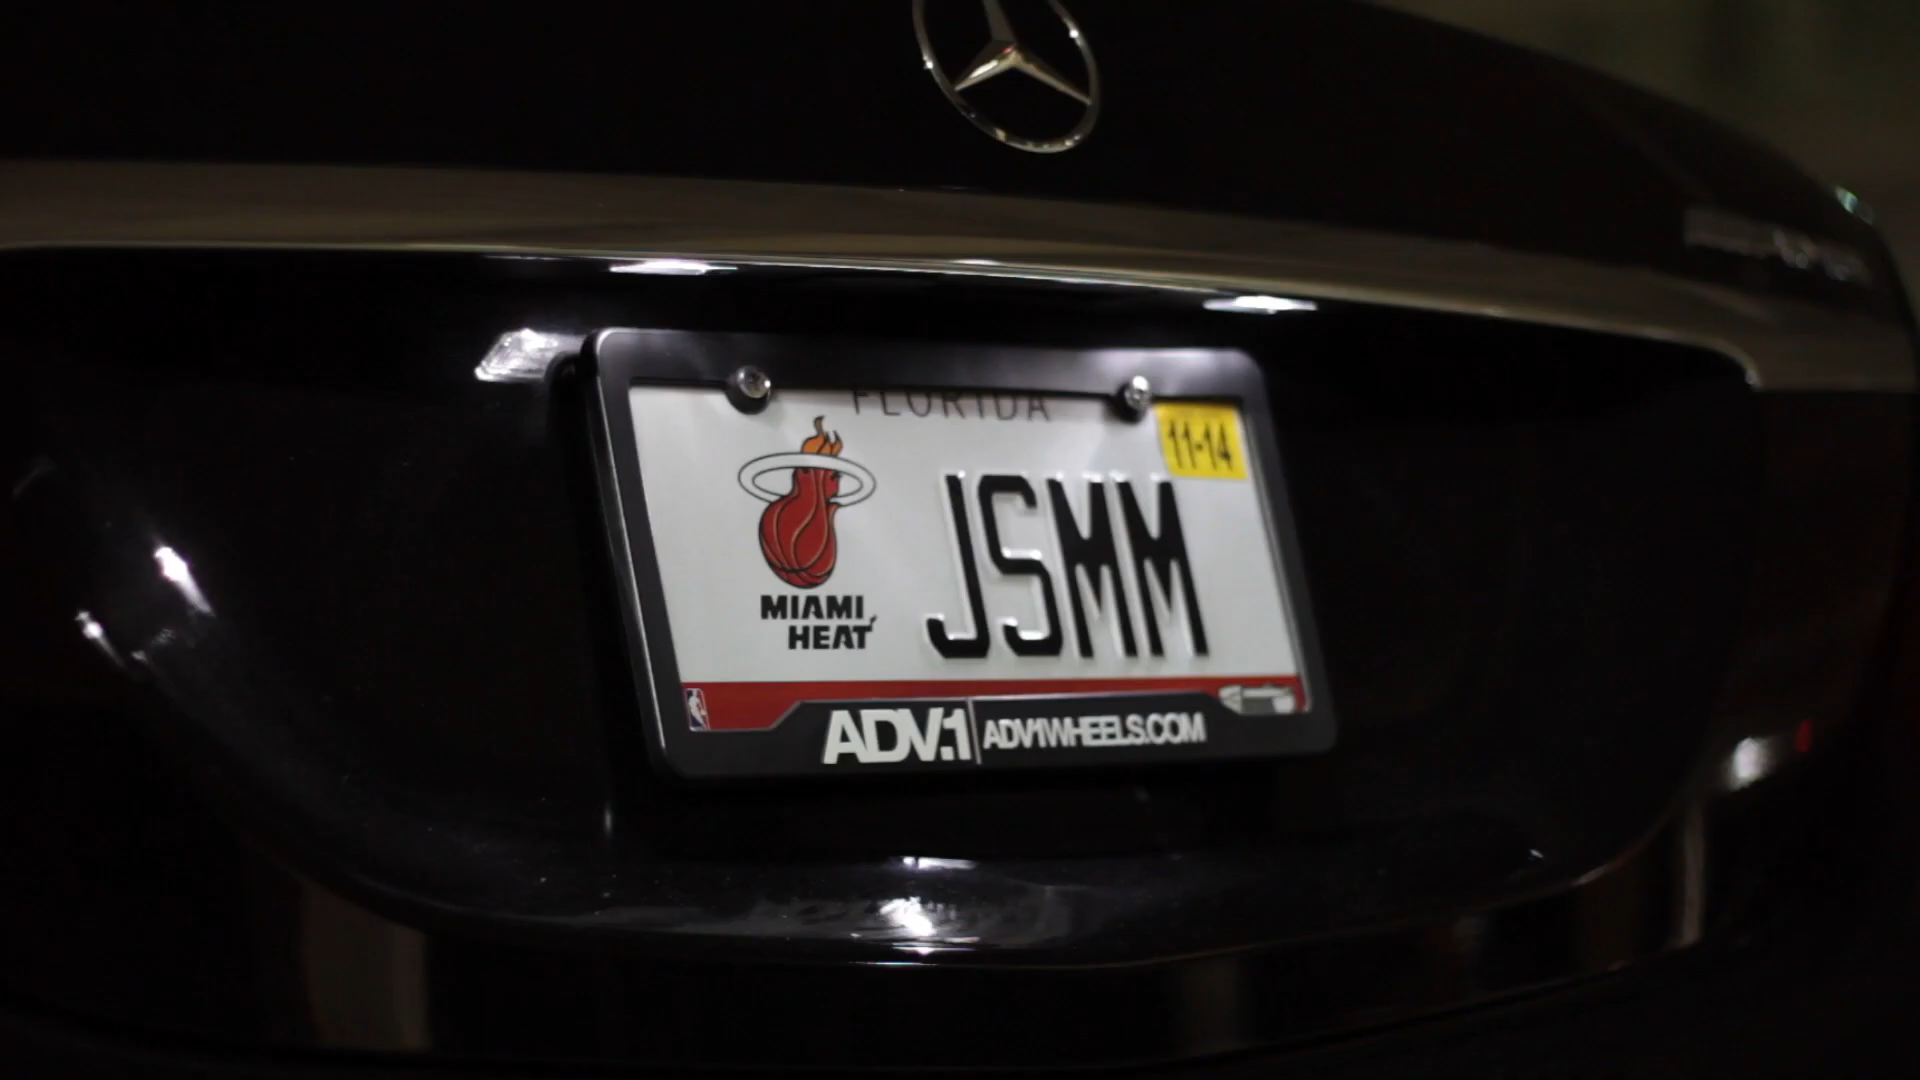 FLORIDA
11-14
JSMM
MIAMI
HEAT
ADV.1 ADV1WHEELS.COM